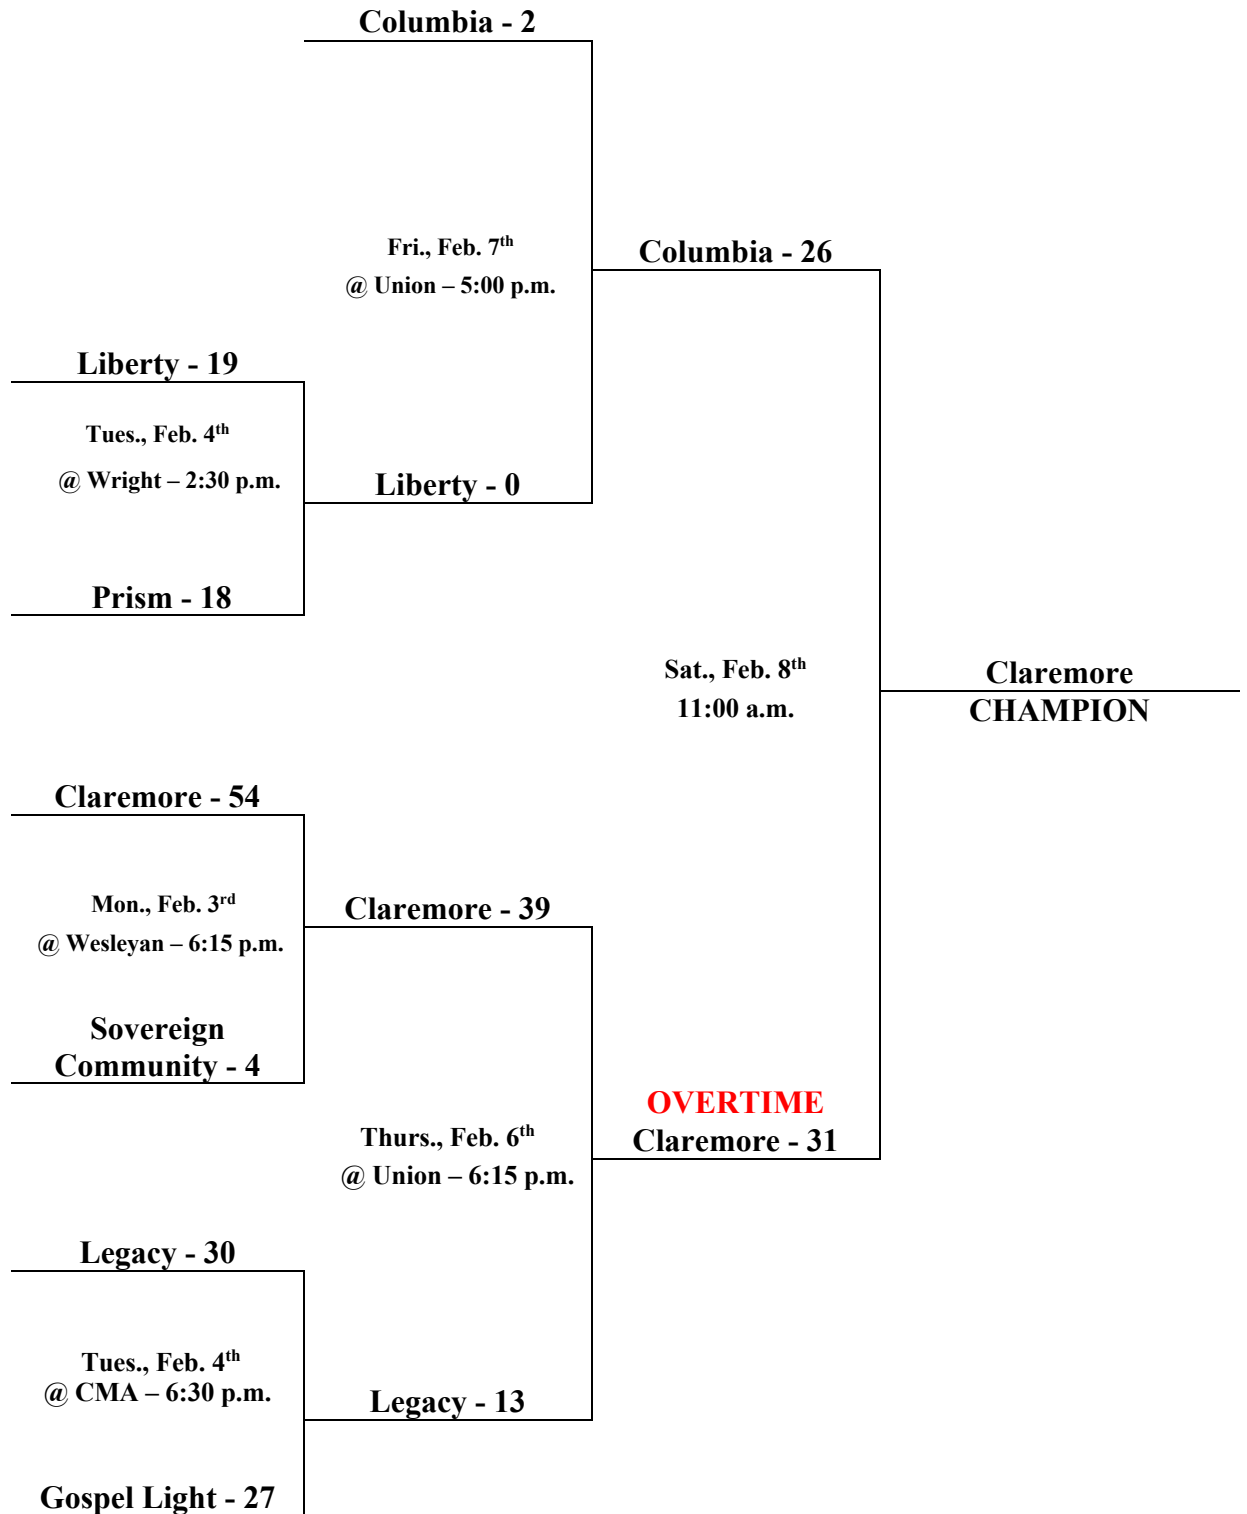 Columbia - 2
Fri., Feb. 7th
@ Union – 5:00 p.m.
Columbia - 26
Liberty - 19
Tues., Feb. 4th
@ Wright – 2:30 p.m.
Liberty - 0
Prism - 18
Sat., Feb. 8th
11:00 a.m.
Claremore
CHAMPION
Claremore - 54
Mon., Feb. 3rd
@ Wesleyan – 6:15 p.m.
Claremore - 39
Sovereign
Community - 4
Thurs., Feb. 6th
@ Union – 6:15 p.m.
OVERTIME
Claremore - 31
Legacy - 30
Tues., Feb. 4th
@ CMA – 6:30 p.m.
Legacy - 13
Gospel Light - 27